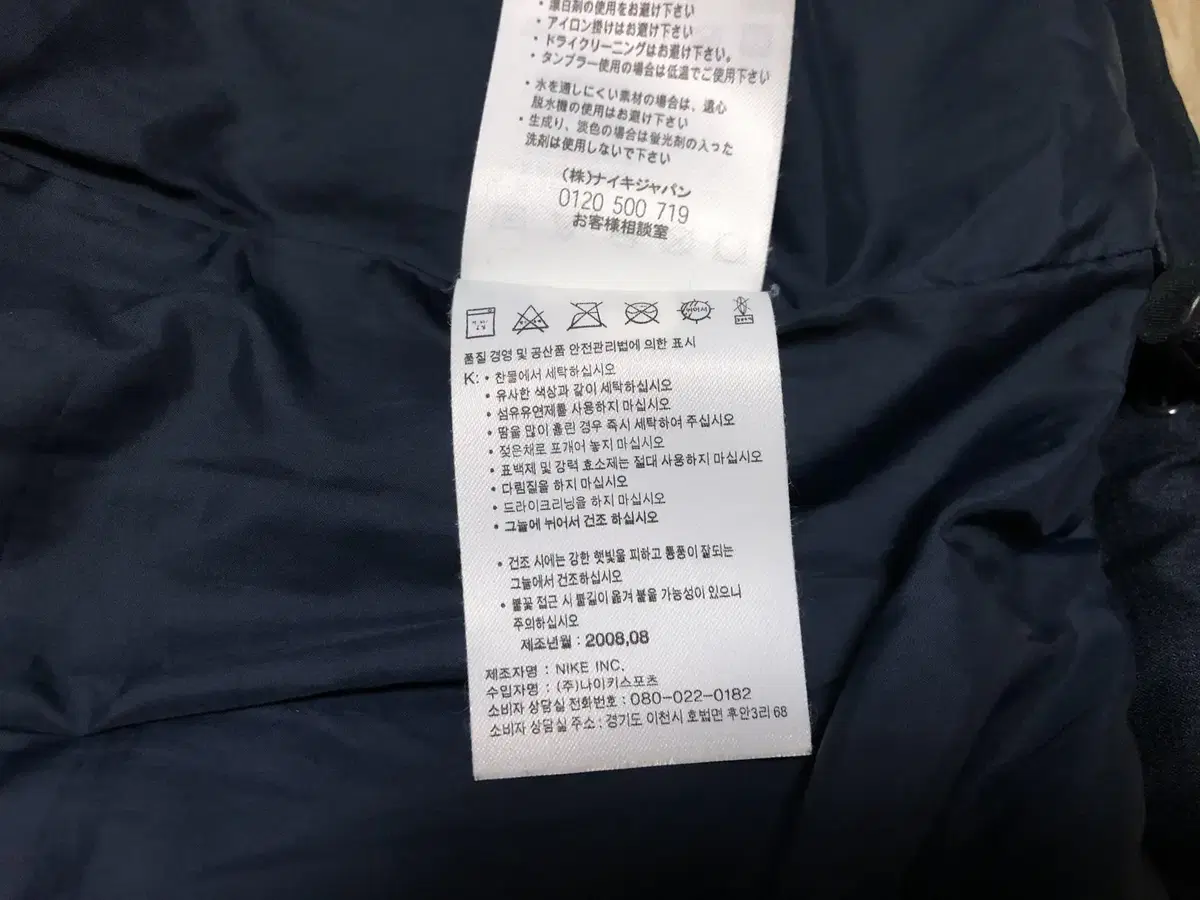 ・漂白剤の使用をお避け下さい
・アイロン掛けはお避け下さい
・ドライクリーニングはお避け下さい。
・タンブラー使用の場合は低温でご使用下さい
・水を通しにくい素材の場合は、遠心
脱水機の使用はお避け下さい
・生成り、淡色の場合は蛍光剤の入った
洗剤は使用しないで下さい
(株)ナイキジャパン
0120 500 719
お客様相談室
품질 경영 및 공산품 안전관리법에 의한 표시
K: • 찬물에서 세탁하십시오
• 유사한 색상과 같이 세탁하십시오
• 섬유유연제를 사용하지 마십시오
• 땀을 많이 흘린 경우 즉시 세탁하여 주십시오
• 젖은채로 포개어 놓지 마십시오
• 표백제 및 강력 효소제는 절대 사용하지 마십시오
• 다림질을 하지 마십시오
• 드라이크리닝을 하지 마십시오
• 그늘에 뉘어서 건조 하십시오
• 건조 시에는 강한 햇빛을 피하고 통풍이 잘되는
그늘에서 건조하십시오
• 불꽃 접근 시 불길이 옮겨 붙을 가능성이 있으니
주의하십시오
제조년월 : 2008,08
제조자명 : NIKE INC.
수입자명 : (주)나이키스포츠
소비자 상담실 전화번호 : 080-022-0182
소비자 상담실 주소 : 경기도 이천시 호법면 후안3리 68